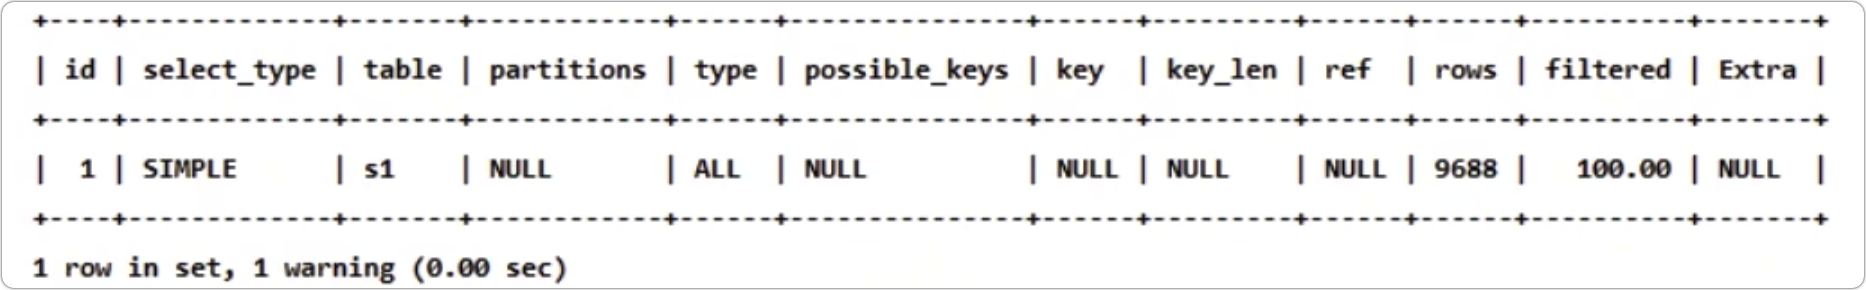 +----+-------------+-------+------------+------+---------------+------+---------+------+------+----------+-------+
| id | select_type | table | partitions | type | possible_keys | key  | key_len | ref  | rows | filtered | Extra |
+----+-------------+-------+------------+------+---------------+------+---------+------+------+----------+-------+
|  1 | SIMPLE      | s1    | NULL       | ALL  | NULL          | NULL | NULL    | NULL | 9688 |   100.00 | NULL  |
+----+-------------+-------+------------+------+---------------+------+---------+------+------+----------+-------+
1 row in set, 1 warning (0.00 sec)